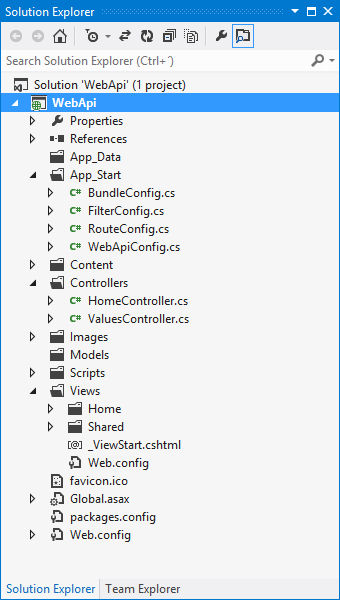 Solution Explorer
Search Solution Explorer (Ctrl+´)
Solution 'WebApi' (1 project)
WebApi
Properties
References
App_Data
App_Start
C# BundleConfig.cs
C# FilterConfig.cs
C# RouteConfig.cs
C# WebApiConfig.cs
Content
Controllers
C# HomeController.cs
C# ValuesController.cs
Images
Models
Scripts
Views
Home
Shared
[@] _ViewStart.cshtml
Web.config
favicon.ico
Global.asax
packages.config
Web.config
Solution Explorer Team Explorer